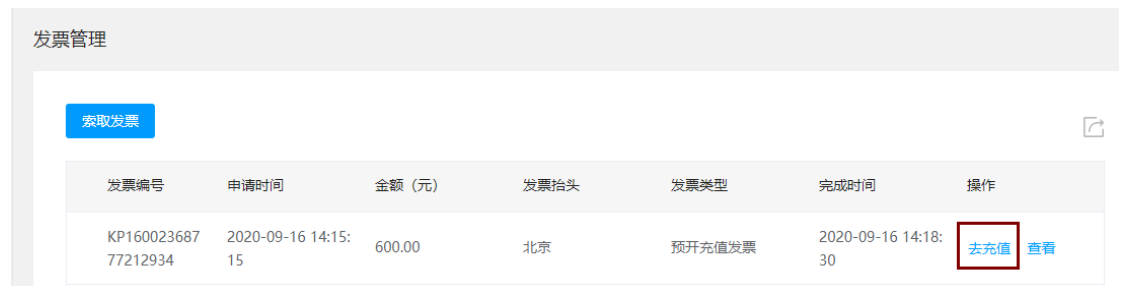 发票管理
索取发票
发票编号 申请时间 金额（元） 发票抬头 发票类型 完成时间 操作
KP160023687 2020-09-16 14:15: 600.00 北京 预开充值发票 2020-09-16 14:18: 去充值 查看
77212934 15 30